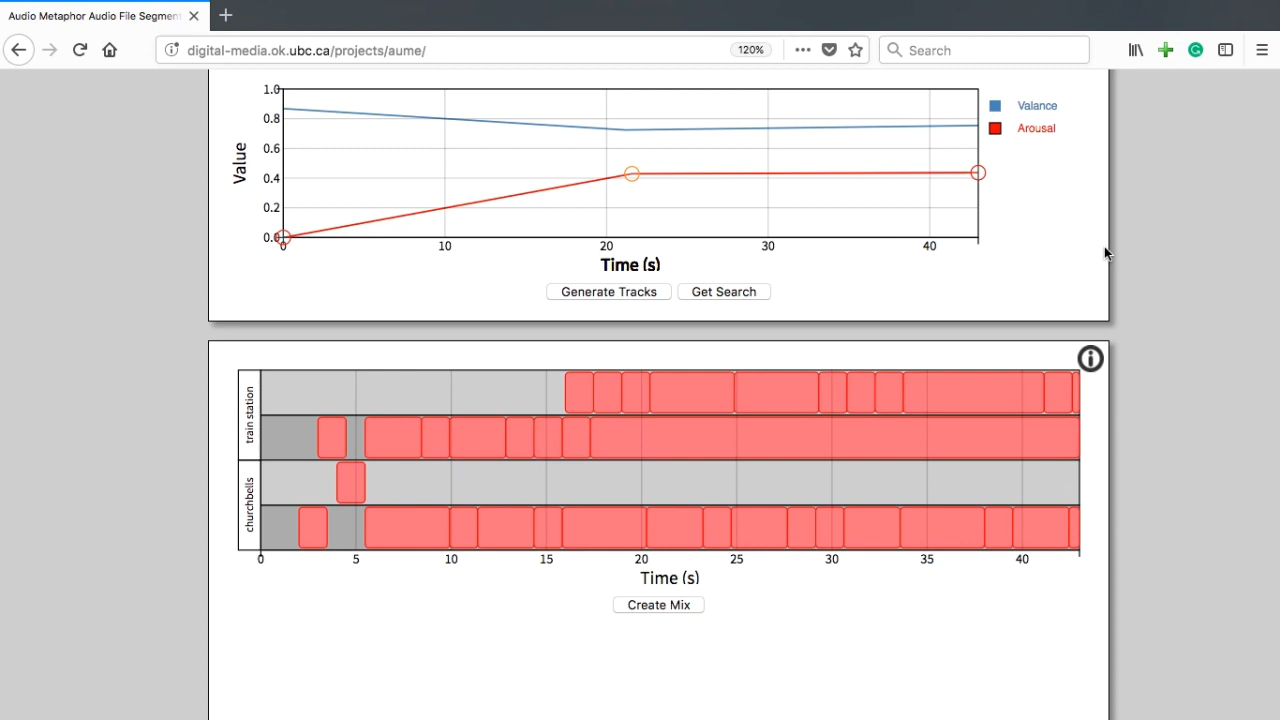 Audio Metaphor Audio File Segmen
digital-media.ok.ubc.ca/projects/aume/
120%
Search
1.0
0.8
0.6
0.4
0.2
0.0
Value
0
10
20
30
40
Time (s)
Valance
Arousal
Generate Tracks
Get Search
train station
churchbells
0
5
10
15
20
25
30
35
40
Time (s)
Create Mix